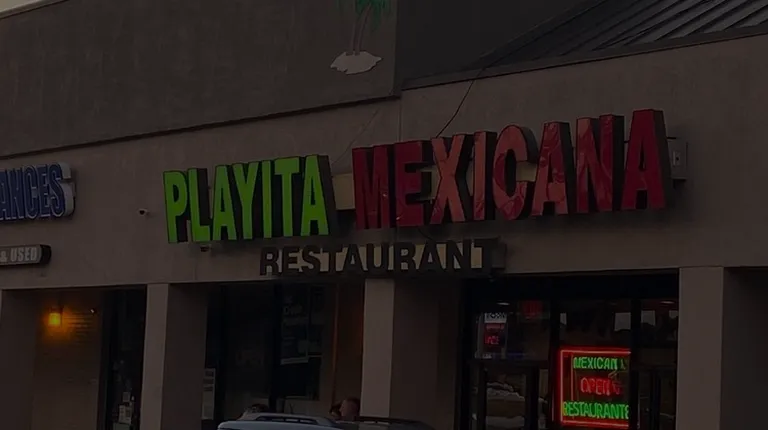 PLAYITA MEXICANA
RESTAURANT
ANCES
& USED
MEXICAN
OPEN
RESTAURANTE